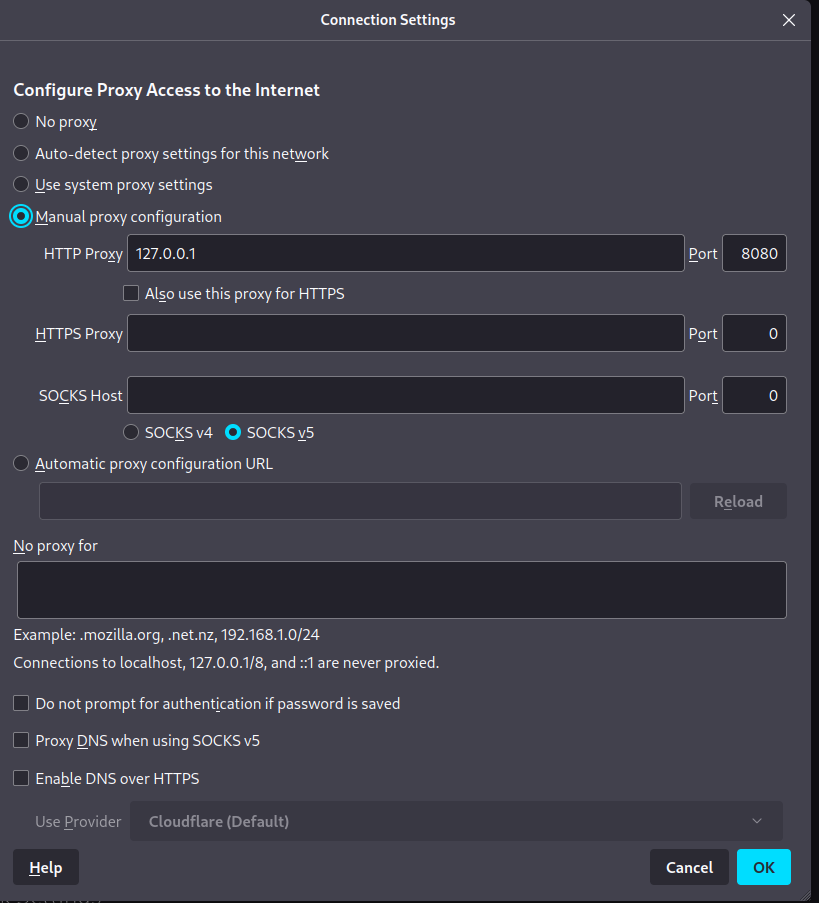 Connection Settings
Configure Proxy Access to the Internet
No proxy
Auto-detect proxy settings for this network
Use system proxy settings
Manual proxy configuration
HTTP Proxy 127.0.0.1 Port 8080
Also use this proxy for HTTPS
HTTPS Proxy Port 0
SOCKS Host Port 0
SOCKS v4 SOCKS v5
Automatic proxy configuration URL
Reload
No proxy for
Example: .mozilla.org, .net.nz, 192.168.1.0/24
Connections to localhost, 127.0.0.1/8, and ::1 are never proxied.
Do not prompt for authentication if password is saved
Proxy DNS when using SOCKS v5
Enable DNS over HTTPS
Use Provider Cloudflare (Default)
Help Cancel OK